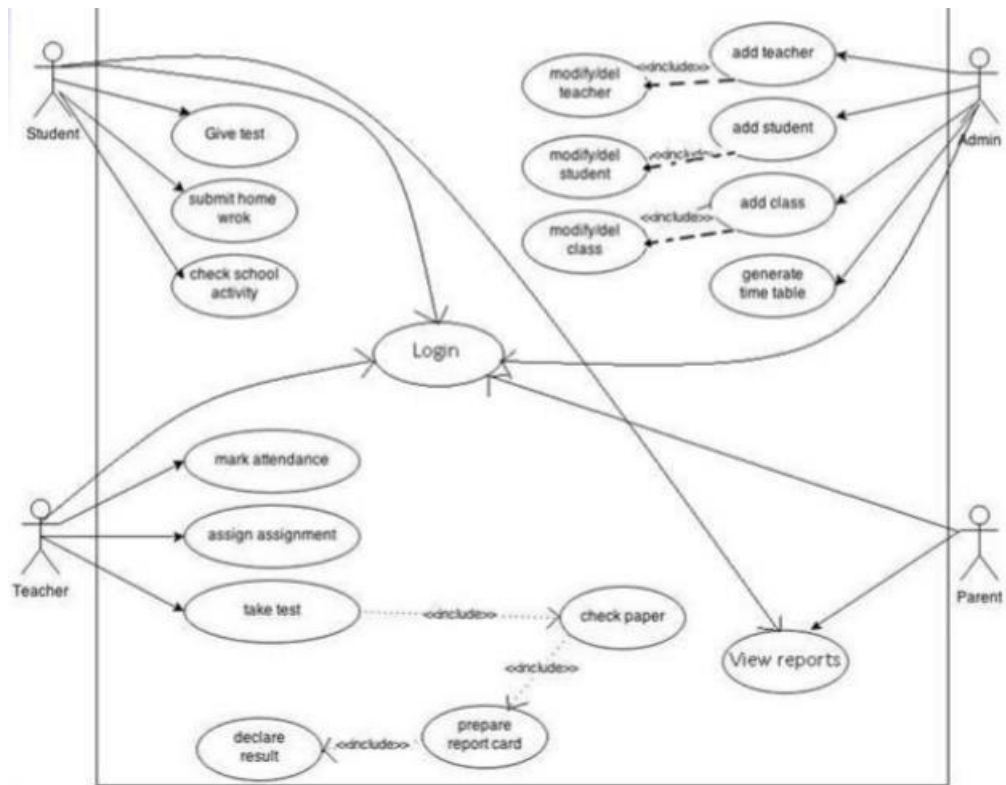 Student
Give test
submit home
wrok
check school
activity
Login
modify/del
teacher
<<include>>
add teacher
modify/del
student
<<include>>
add student
modify/del
class
<<include>>
add class
generate
time table
Admin
Teacher
mark attendance
assign assignment
take test
<<include>>
check paper
<<include>>
prepare
report card
<<include>>
declare
result
View reports
Parent